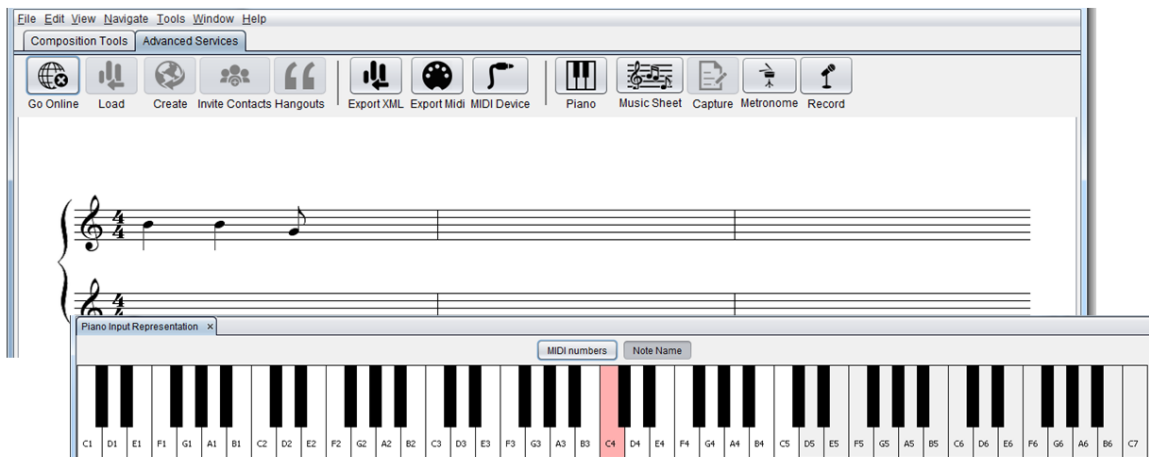 File Edit View Navigate Tools Window Help
Composition Tools Advanced Services
Go Online Load Create Invite Contacts Hangouts Export XML Export Midi MIDI Device Piano Music Sheet Capture Metronome Record
4 4
4 4
Piano Input Representation ×
MIDI numbers Note Name
C1 D1 E1 F1 G1 A1 B1 C2 D2 E2 F2 G2 A2 B2 C3 D3 E3 F3 G3 A3 B3 C4 D4 E4 F4 G4 A4 B4 C5 D5 E5 F5 G5 A5 B5 C6 D6 E6 F6 G6 A6 B6 C7